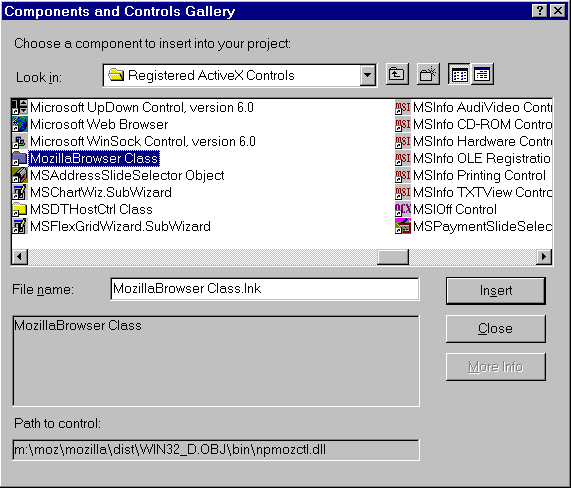 Components and Controls Gallery
Choose a component to insert into your project:
Look in: Registered ActiveX Controls
Microsoft UpDown Control, version 6.0
Microsoft Web Browser
Microsoft WinSock Control, version 6.0
MozillaBrowser Class
MSAddressSlideSelector Object
MSChartWiz.SubWizard
MSDTHostCtrl Class
MSFlexGridWizard.SubWizard
MSInfo AudiVideo Contr
MSInfo CD-ROM Contro
MSInfo Hardware Contr
MSInfo OLE Registratio
MSInfo Printing Control
MSInfo TXTView Contro
MSIOff Control
MSPaymentSlideSelec
File name: MozillaBrowser Class.lnk
Insert
MozillaBrowser Class
Close
More Info
Path to control:
m:\moz\mozilla\dist\WIN32_D.OBJ\bin\npmozctl.dll